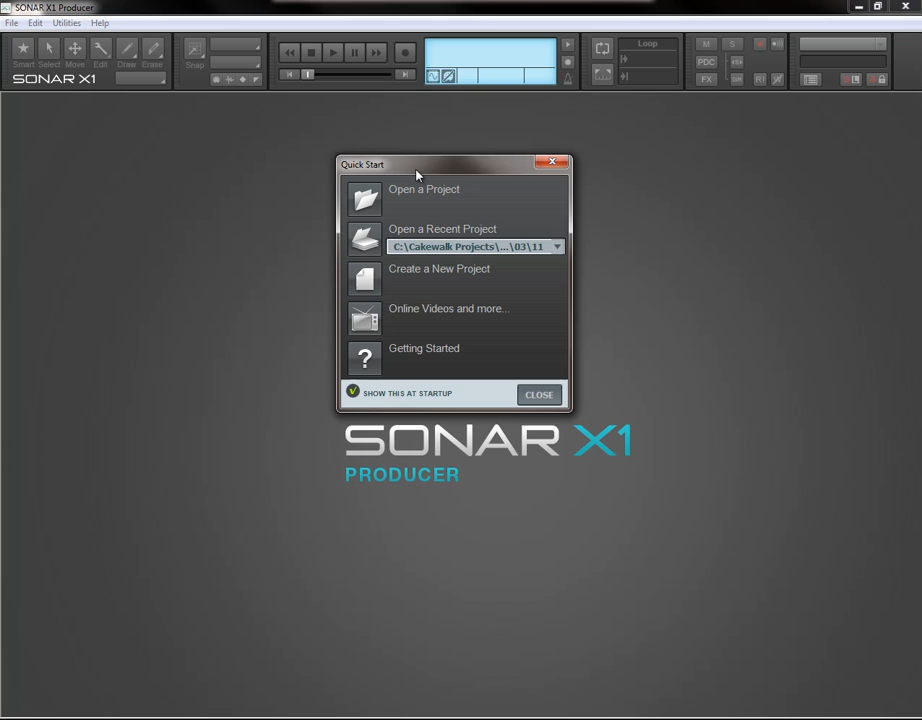 SONAR X1 Producer
File Edit Utilities Help
Smart Select Move Edit Draw Erase Snap
SONAR X1
Loop
M S
PDC
FX DIM R!
L
Quick Start
Open a Project
Open a Recent Project
C:\Cakewalk Projects\...\03\11
Create a New Project
Online Videos and more...
? Getting Started
SHOW THIS AT STARTUP CLOSE
SONAR X1
PRODUCER